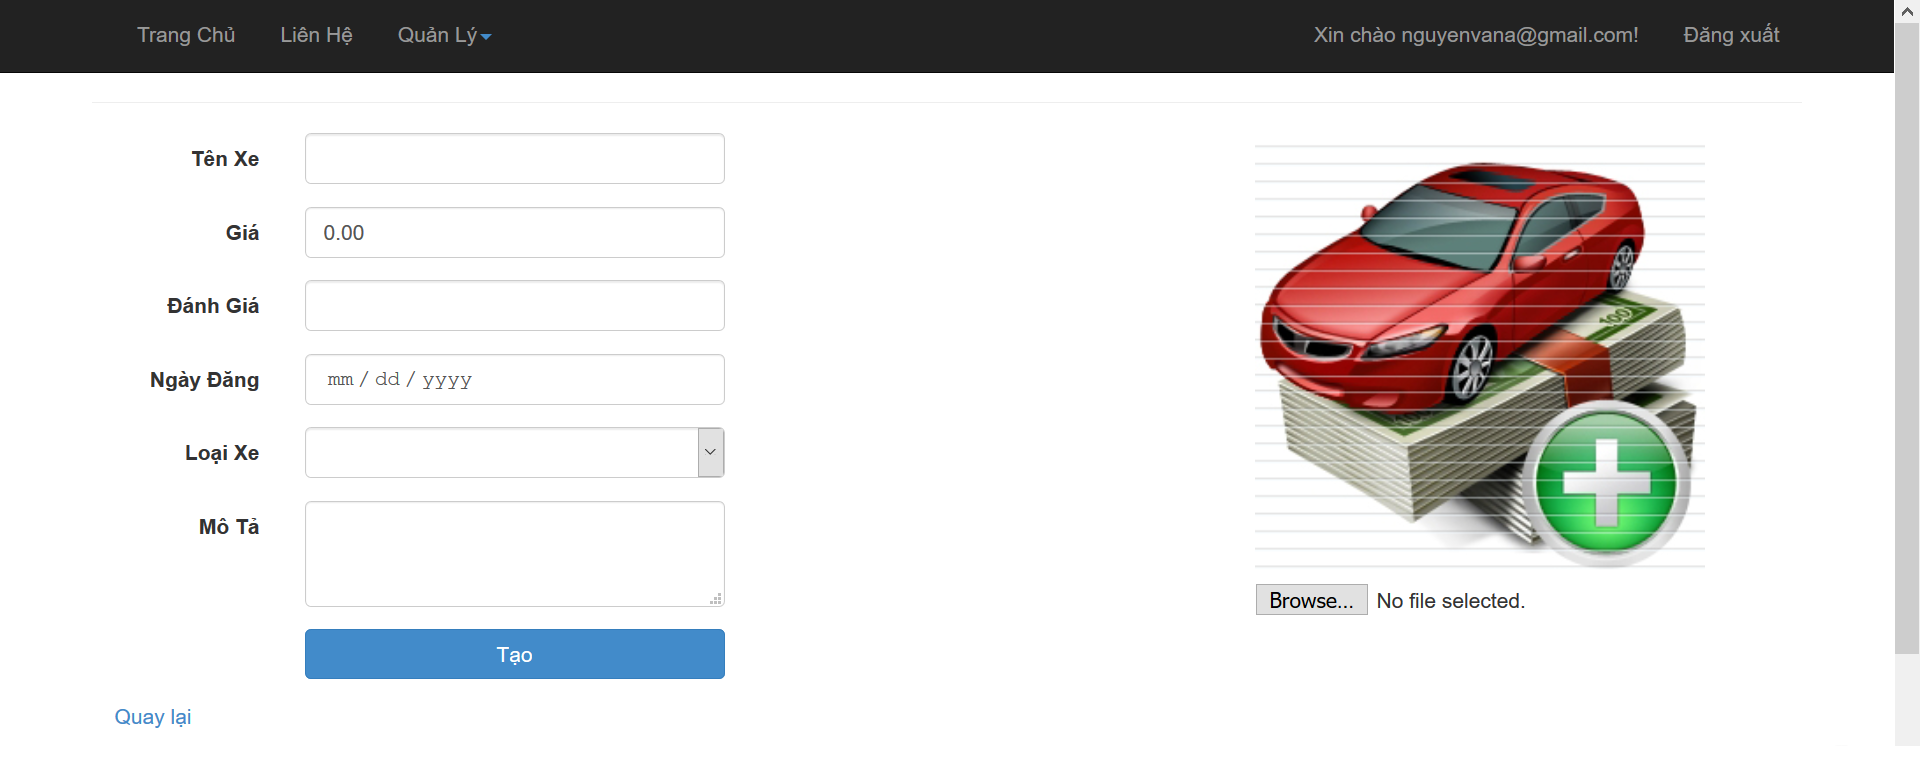 Trang Chủ Liên Hệ Quản Lý Xin chào nguyenvana@gmail.com! Đăng xuất
Tên Xe
Giá 0.00
Đánh Giá
Ngày Đăng mm / dd / yyyy
Loại Xe
Mô Tả
100
Browse... No file selected.
Tạo
Quay lại